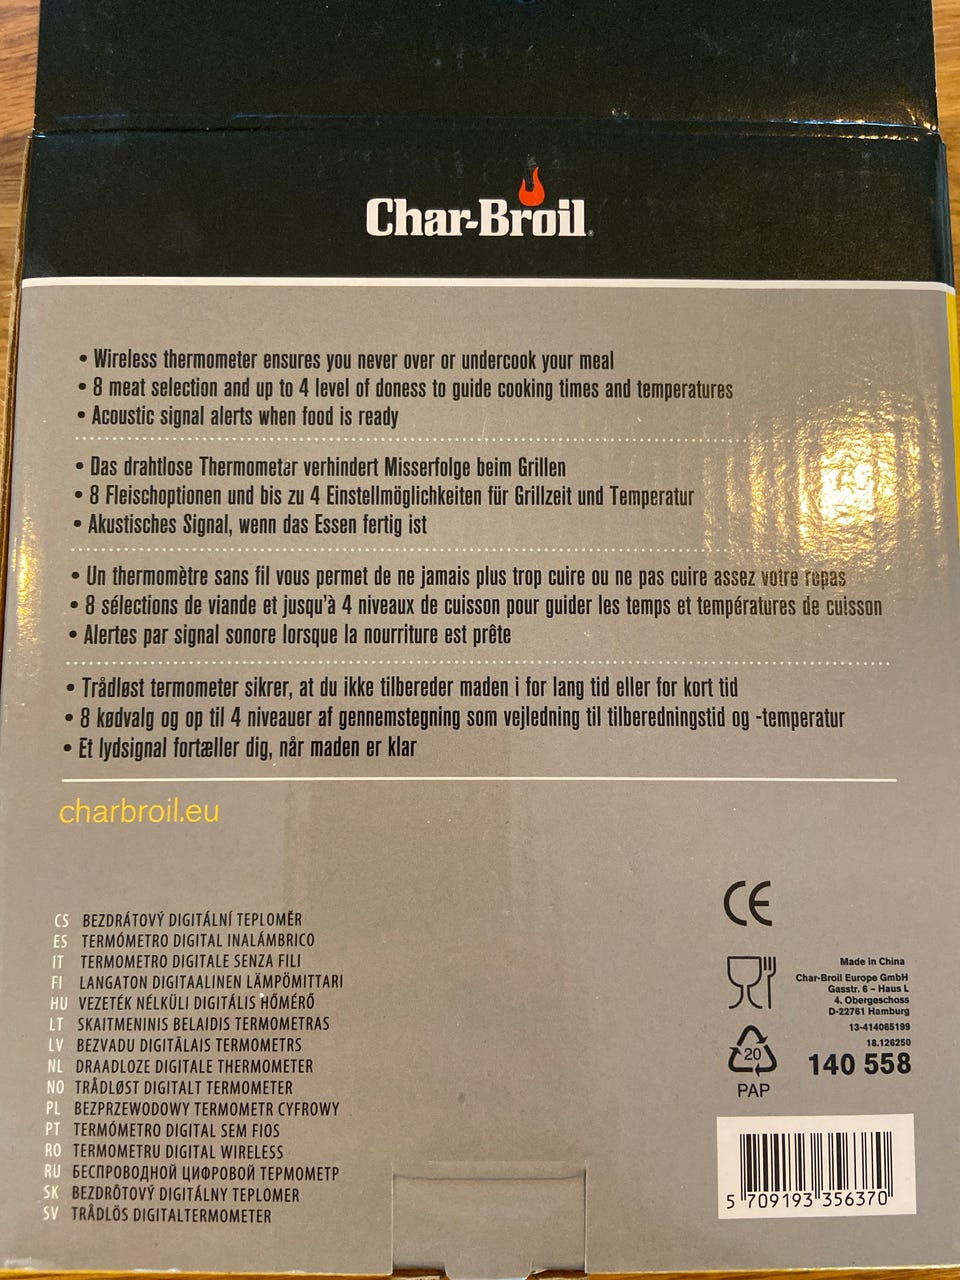 Char-Broil
• Wireless thermometer ensures you never over or undercook your meal
• 8 meat selection and up to 4 level of doness to guide cooking times and temperatures
• Acoustic signal alerts when food is ready
• Das drahtlose Thermometer verhindert Misserfolge beim Grillen
• 8 Fleischoptionen und bis zu 4 Einstellmöglichkeiten für Grillzeit und Temperatur
• Akustisches Signal, wenn das Essen fertig ist
• Un thermomètre sans fil vous permet de ne jamais plus trop cuire ou ne pas cuire assez votre repas
• 8 sélections de viande et jusqu'à 4 niveaux de cuisson pour guider les temps et températures de cuisson
• Alertes par signal sonore lorsque la nourriture est prête
• Trådløst termometer sikrer, at du ikke tilbereder maden i for lang tid eller for kort tid
• 8 kødvalg og op til 4 niveauer af gennemstegning som vejledning til tilberedningstid og -temperatur
• Et lydsignal fortæller dig, når maden er klar
charbroil.eu
CS BEZDRÁTOVÝ DIGITÁLNÍ TEPLOMĚR
ES TERMÓMETRO DIGITAL INALÁMBRICO
IT TERMOMETRO DIGITALE SENZA FILI
FI LANGATON DIGITAALINEN LÄMPÖMITTARI
HU VEZETÉK NÉLKÜLI DIGITÁLIS HŐMÉRŐ
LT SKAITMENINIS BELAIDIS TERMOMETRAS
LV BEZVADU DIGITĀLAIS TERMOMETRS
NL DRAADLOZE DIGITALE THERMOMETER
NO TRÅDLØST DIGITALT TERMOMETER
PL BEZPRZEWODOWY TERMOMETR CYFROWY
PT TERMÓMETRO DIGITAL SEM FIOS
RO TERMOMETRU DIGITAL WIRELESS
RU БЕСПРОВОДНОЙ ЦИФРОВОЙ ТЕРМОМЕТР
SK BEZDRÔTOVÝ DIGITÁLNY TEPLOMER
SV TRÅDLÖS DIGITALTERMOMETER
CE
Made in China
Char-Broil Europe GmbH
Gasstr. 6 – Haus L
4. Obergeschoss
D-22761 Hamburg
13-414065199
18.126250
140 558
20
PAP
5 709193 356370